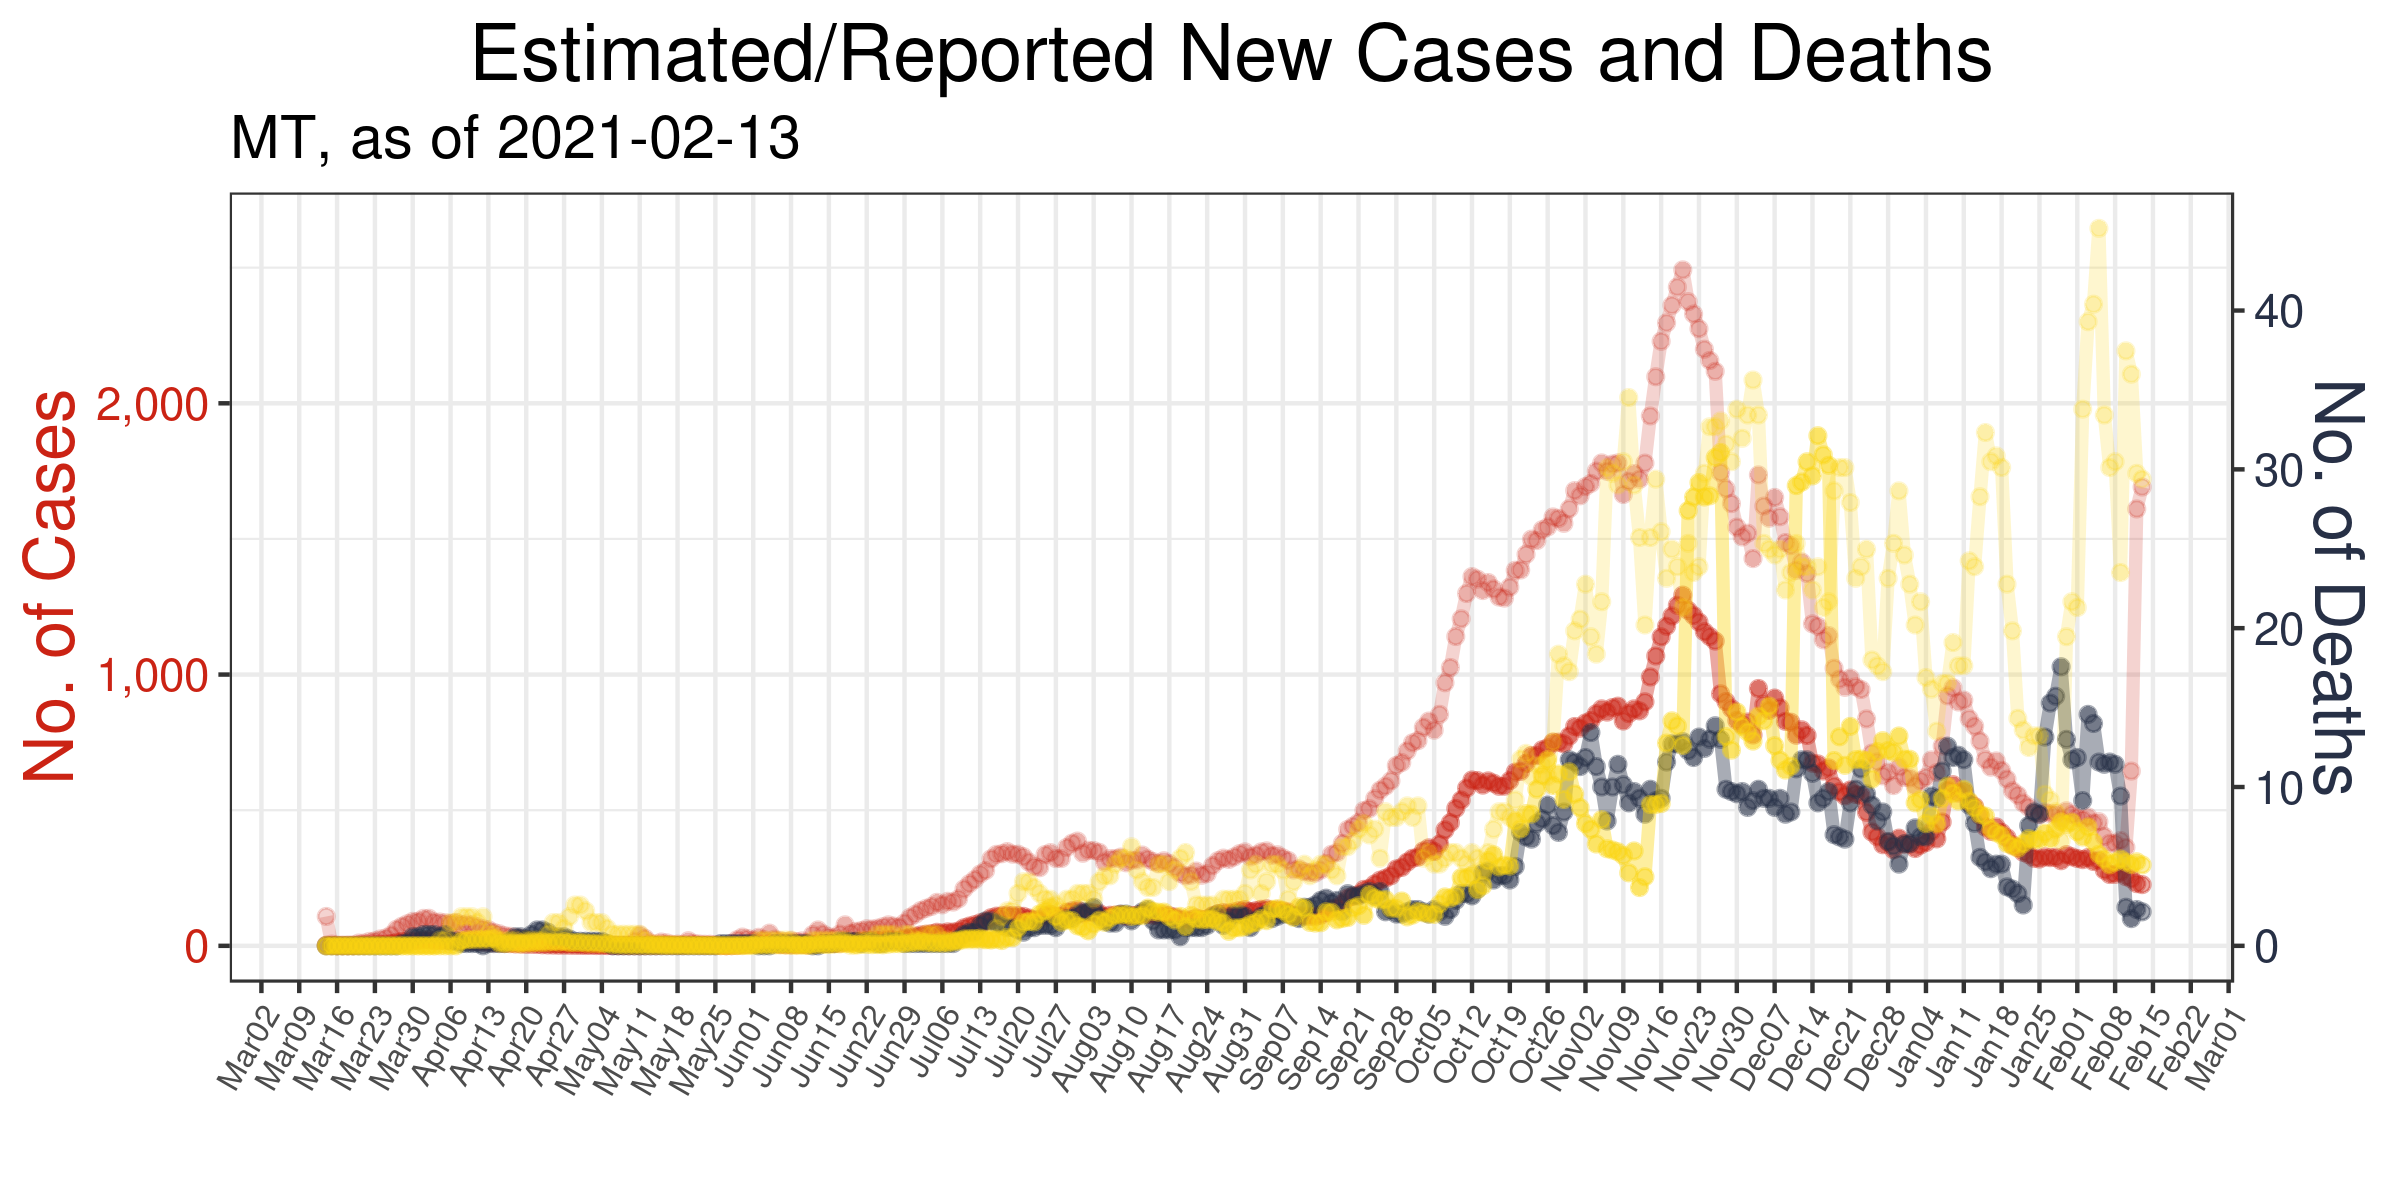 Estimated/Reported New Cases and Deaths
MT, as of 2021-02-13
No. of Cases
2,000
1,000
0
40
30
20
10
0
No. of Deaths
Mar02
Mar09
Mar16
Mar23
Mar30
Apr06
Apr13
Apr20
Apr27
May04
May11
May18
May25
Jun01
Jun08
Jun15
Jun22
Jun29
Jul06
Jul13
Jul20
Jul27
Aug03
Aug10
Aug17
Aug24
Aug31
Sep07
Sep14
Sep21
Sep28
Oct05
Oct12
Oct19
Oct26
Nov02
Nov09
Nov16
Nov23
Nov30
Dec07
Dec14
Dec21
Dec28
Jan04
Jan11
Jan18
Jan25
Feb01
Feb08
Feb15
Feb22
Mar01